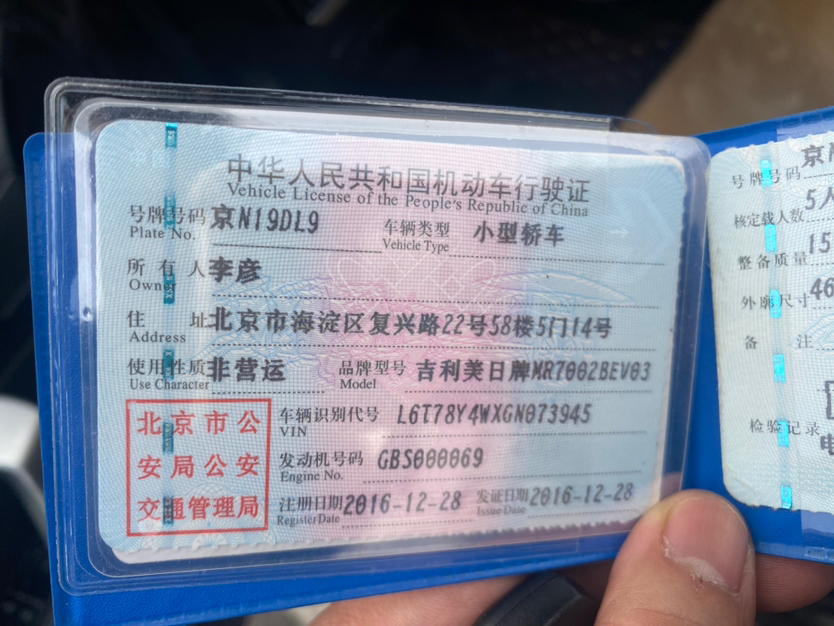 中华人民共和国机动车行驶证
Vehicle License of the People's Republic of China
号牌号码 京N19DL9 车辆类型 小型轿车
Plate No. Vehicle Type
所有人 李彦
Owner
住址 北京市海淀区复兴路22号58楼5门14号
Address
使用性质 非营运 品牌型号 吉利美日牌MR7002BEV03
Use Character Model
北京市公
安局公安
交通管理局
车辆识别代号 L6T78Y4WXGN073945
VIN
发动机号码 GBS000069
Engine No.
注册日期 2016-12-28 发证日期 2016-12-28
Register Date Issue Date
号牌号码 京
核定载人数 5人
整备质量 15
外廓尺寸 46
备注
检验记录